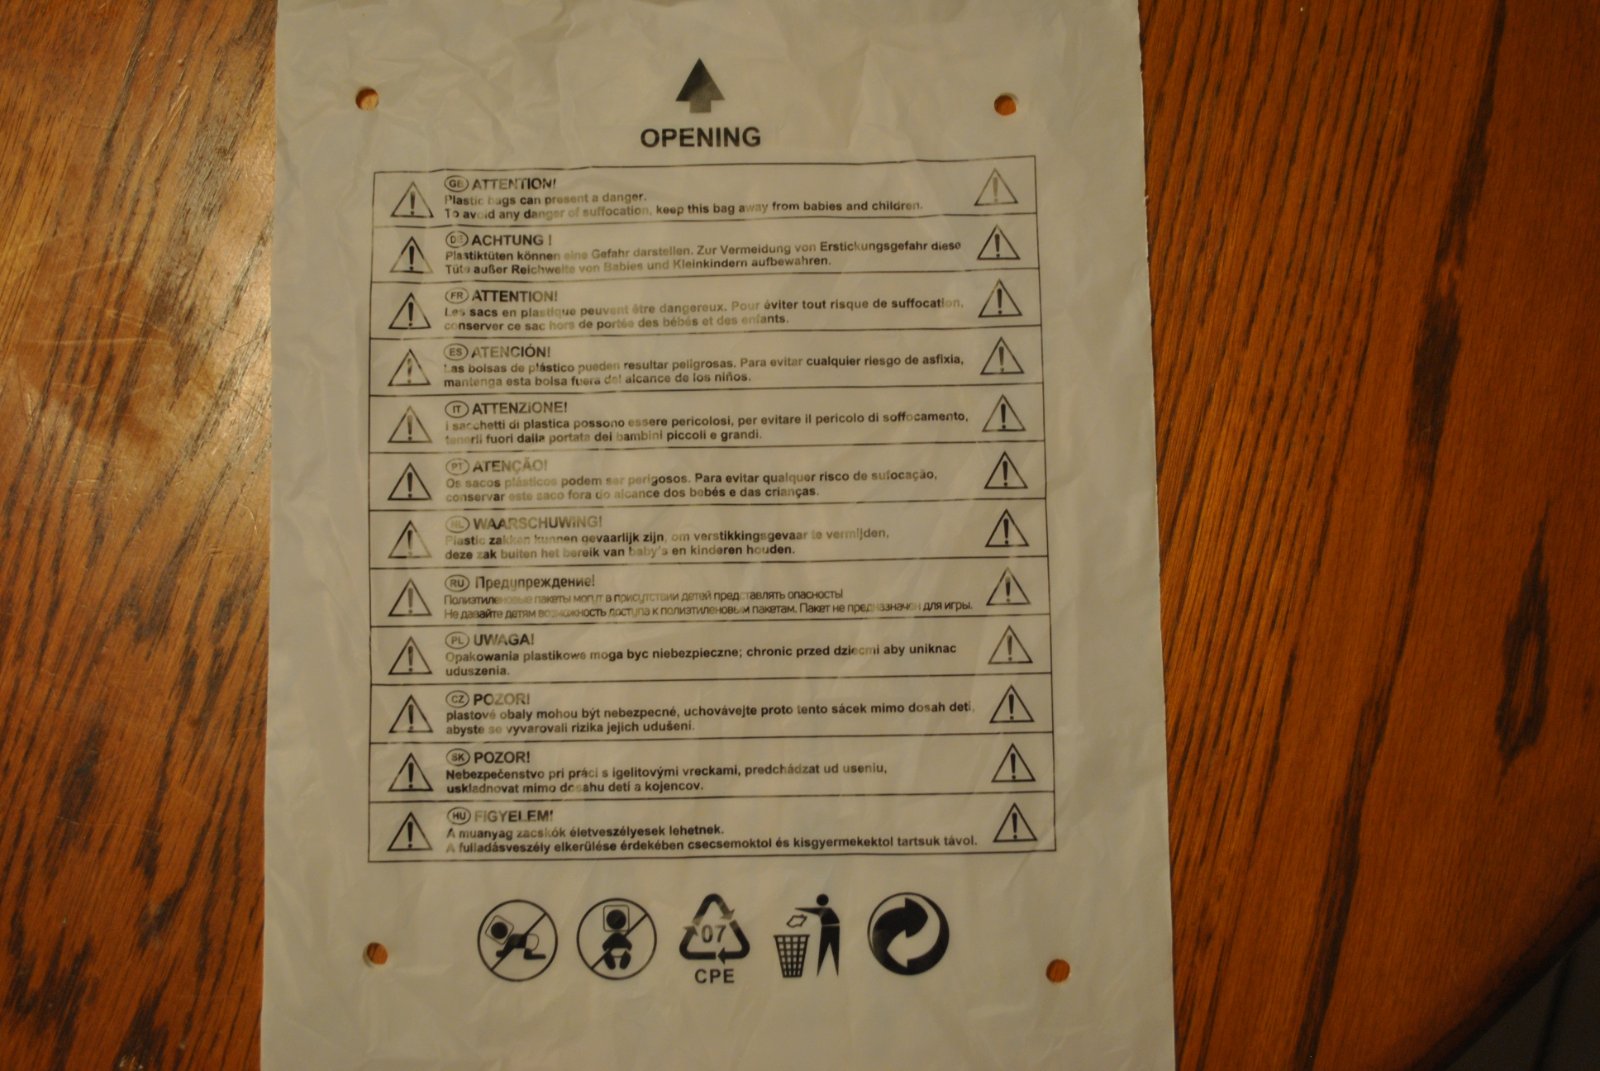 OPENING
GB ATTENTION!
Plastic bags can present a danger.
To avoid any danger of suffocation, keep this bag away from babies and children.
DE ACHTUNG !
Plastiktüten können eine Gefahr darstellen. Zur Vermeidung von Erstickungsgefahr diese
Tüte außer Reichweite von Babies und Kleinkindern aufbewahren.
FR ATTENTION!
Les sacs en plastique peuvent être dangereux. Pour éviter tout risque de suffocation,
conserver ce sac hors de portée des bébés et des enfants.
ES ATENCIÓN!
Las bolsas de plástico pueden resultar peligrosas. Para evitar cualquier riesgo de asfixia,
mantenga esta bolsa fuera del alcance de los niños.
IT ATTENZIONE!
I sacchetti di plastica possono essere pericolosi, per evitare il pericolo di soffocamento,
tenerli fuori dalla portata dei bambini piccoli e grandi.
PT ATENÇÃO!
Os sacos plásticos podem ser perigosos. Para evitar qualquer risco de sufocação,
conservar este saco fora do alcance dos bebés e das crianças.
NL WAARSCHUWING!
Plastic zakken kunnen gevaarlijk zijn, om verstikkingsgevaar te vermijden,
deze zak buiten het bereik van baby's en kinderen houden.
RU Предупреждение!
Полиэтиленовые пакеты могут в присутствии детей представлять опасность!
Не давайте детям возможность доступа к полиэтиленовым пакетам. Пакет не предназначен для игры.
PL UWAGA!
Opakowania plastikowe moga byc niebezpieczne; chronic przed dziecmi aby uniknac
uduszenia.
CZ POZOR!
plastové obaly mohou být nebezpecné, uchovávejte proto tento sácek mimo dosah deti,
abyste se vyvarovali rizika jejich udušení.
SK POZOR!
Nebezpečenstvo pri práci s igelitovými vreckami, predchádzat ud useniu,
uskladnovat mimo dosahu deti a kojencov.
HU FIGYELEM!
A muanyag zacskók életveszélyesek lehetnek.
A fulladásveszély elkerülése érdekében csecsemoktol és kisgyermekektol tartsuk távol.
07
CPE